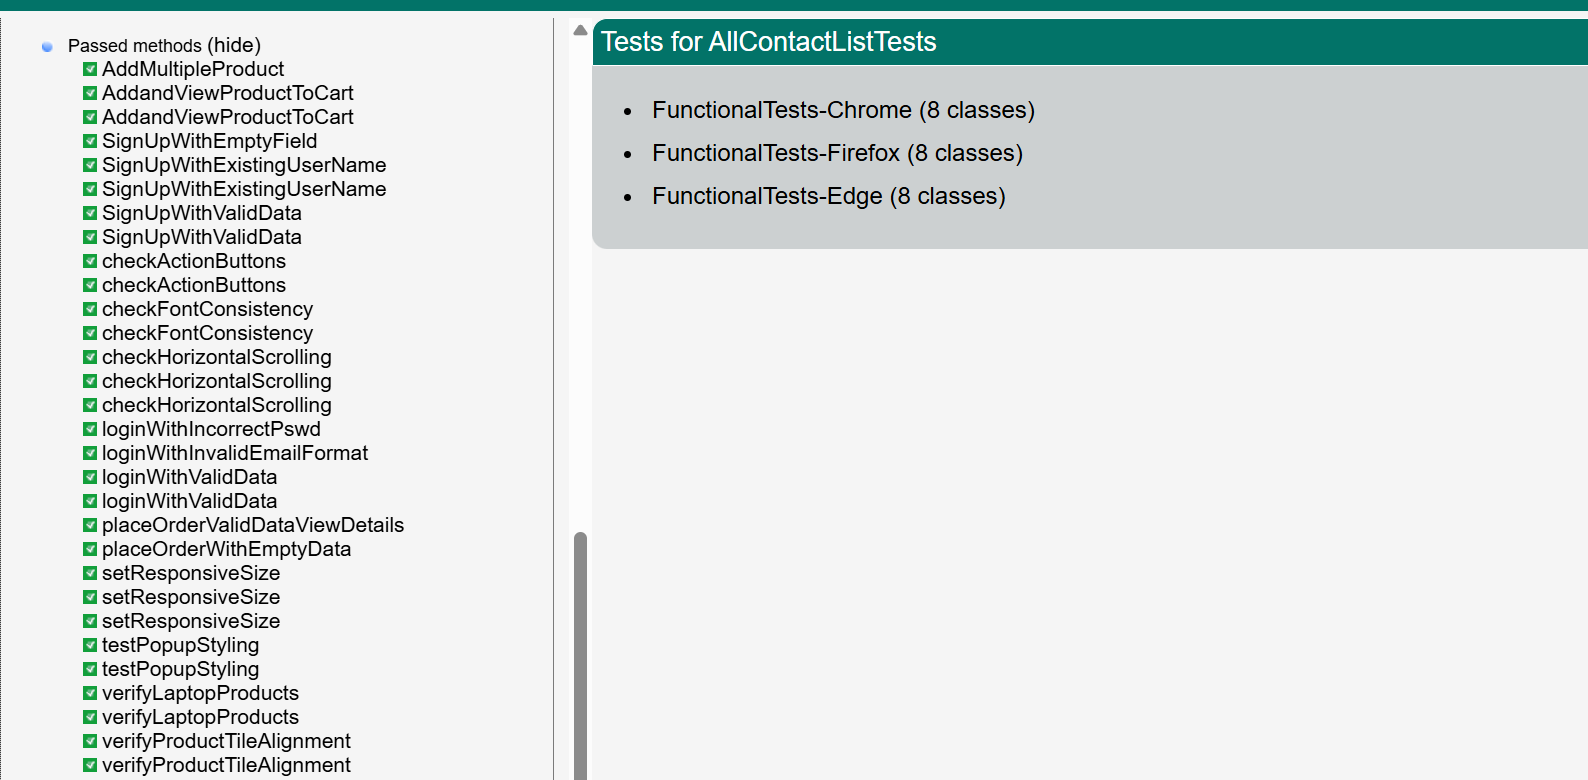 Passed methods (hide)
AddMultipleProduct
AddandViewProductToCart
AddandViewProductToCart
SignUpWithEmptyField
SignUpWithExistingUserName
SignUpWithExistingUserName
SignUpWithValidData
SignUpWithValidData
checkActionButtons
checkActionButtons
checkFontConsistency
checkFontConsistency
checkHorizontalScrolling
checkHorizontalScrolling
checkHorizontalScrolling
loginWithIncorrectPswd
loginWithInvalidEmailFormat
loginWithValidData
loginWithValidData
placeOrderValidDataViewDetails
placeOrderWithEmptyData
setResponsiveSize
setResponsiveSize
setResponsiveSize
testPopupStyling
testPopupStyling
verifyLaptopProducts
verifyLaptopProducts
verifyProductTileAlignment
verifyProductTileAlignment
Tests for AllContactListTests
FunctionalTests-Chrome (8 classes)
FunctionalTests-Firefox (8 classes)
FunctionalTests-Edge (8 classes)